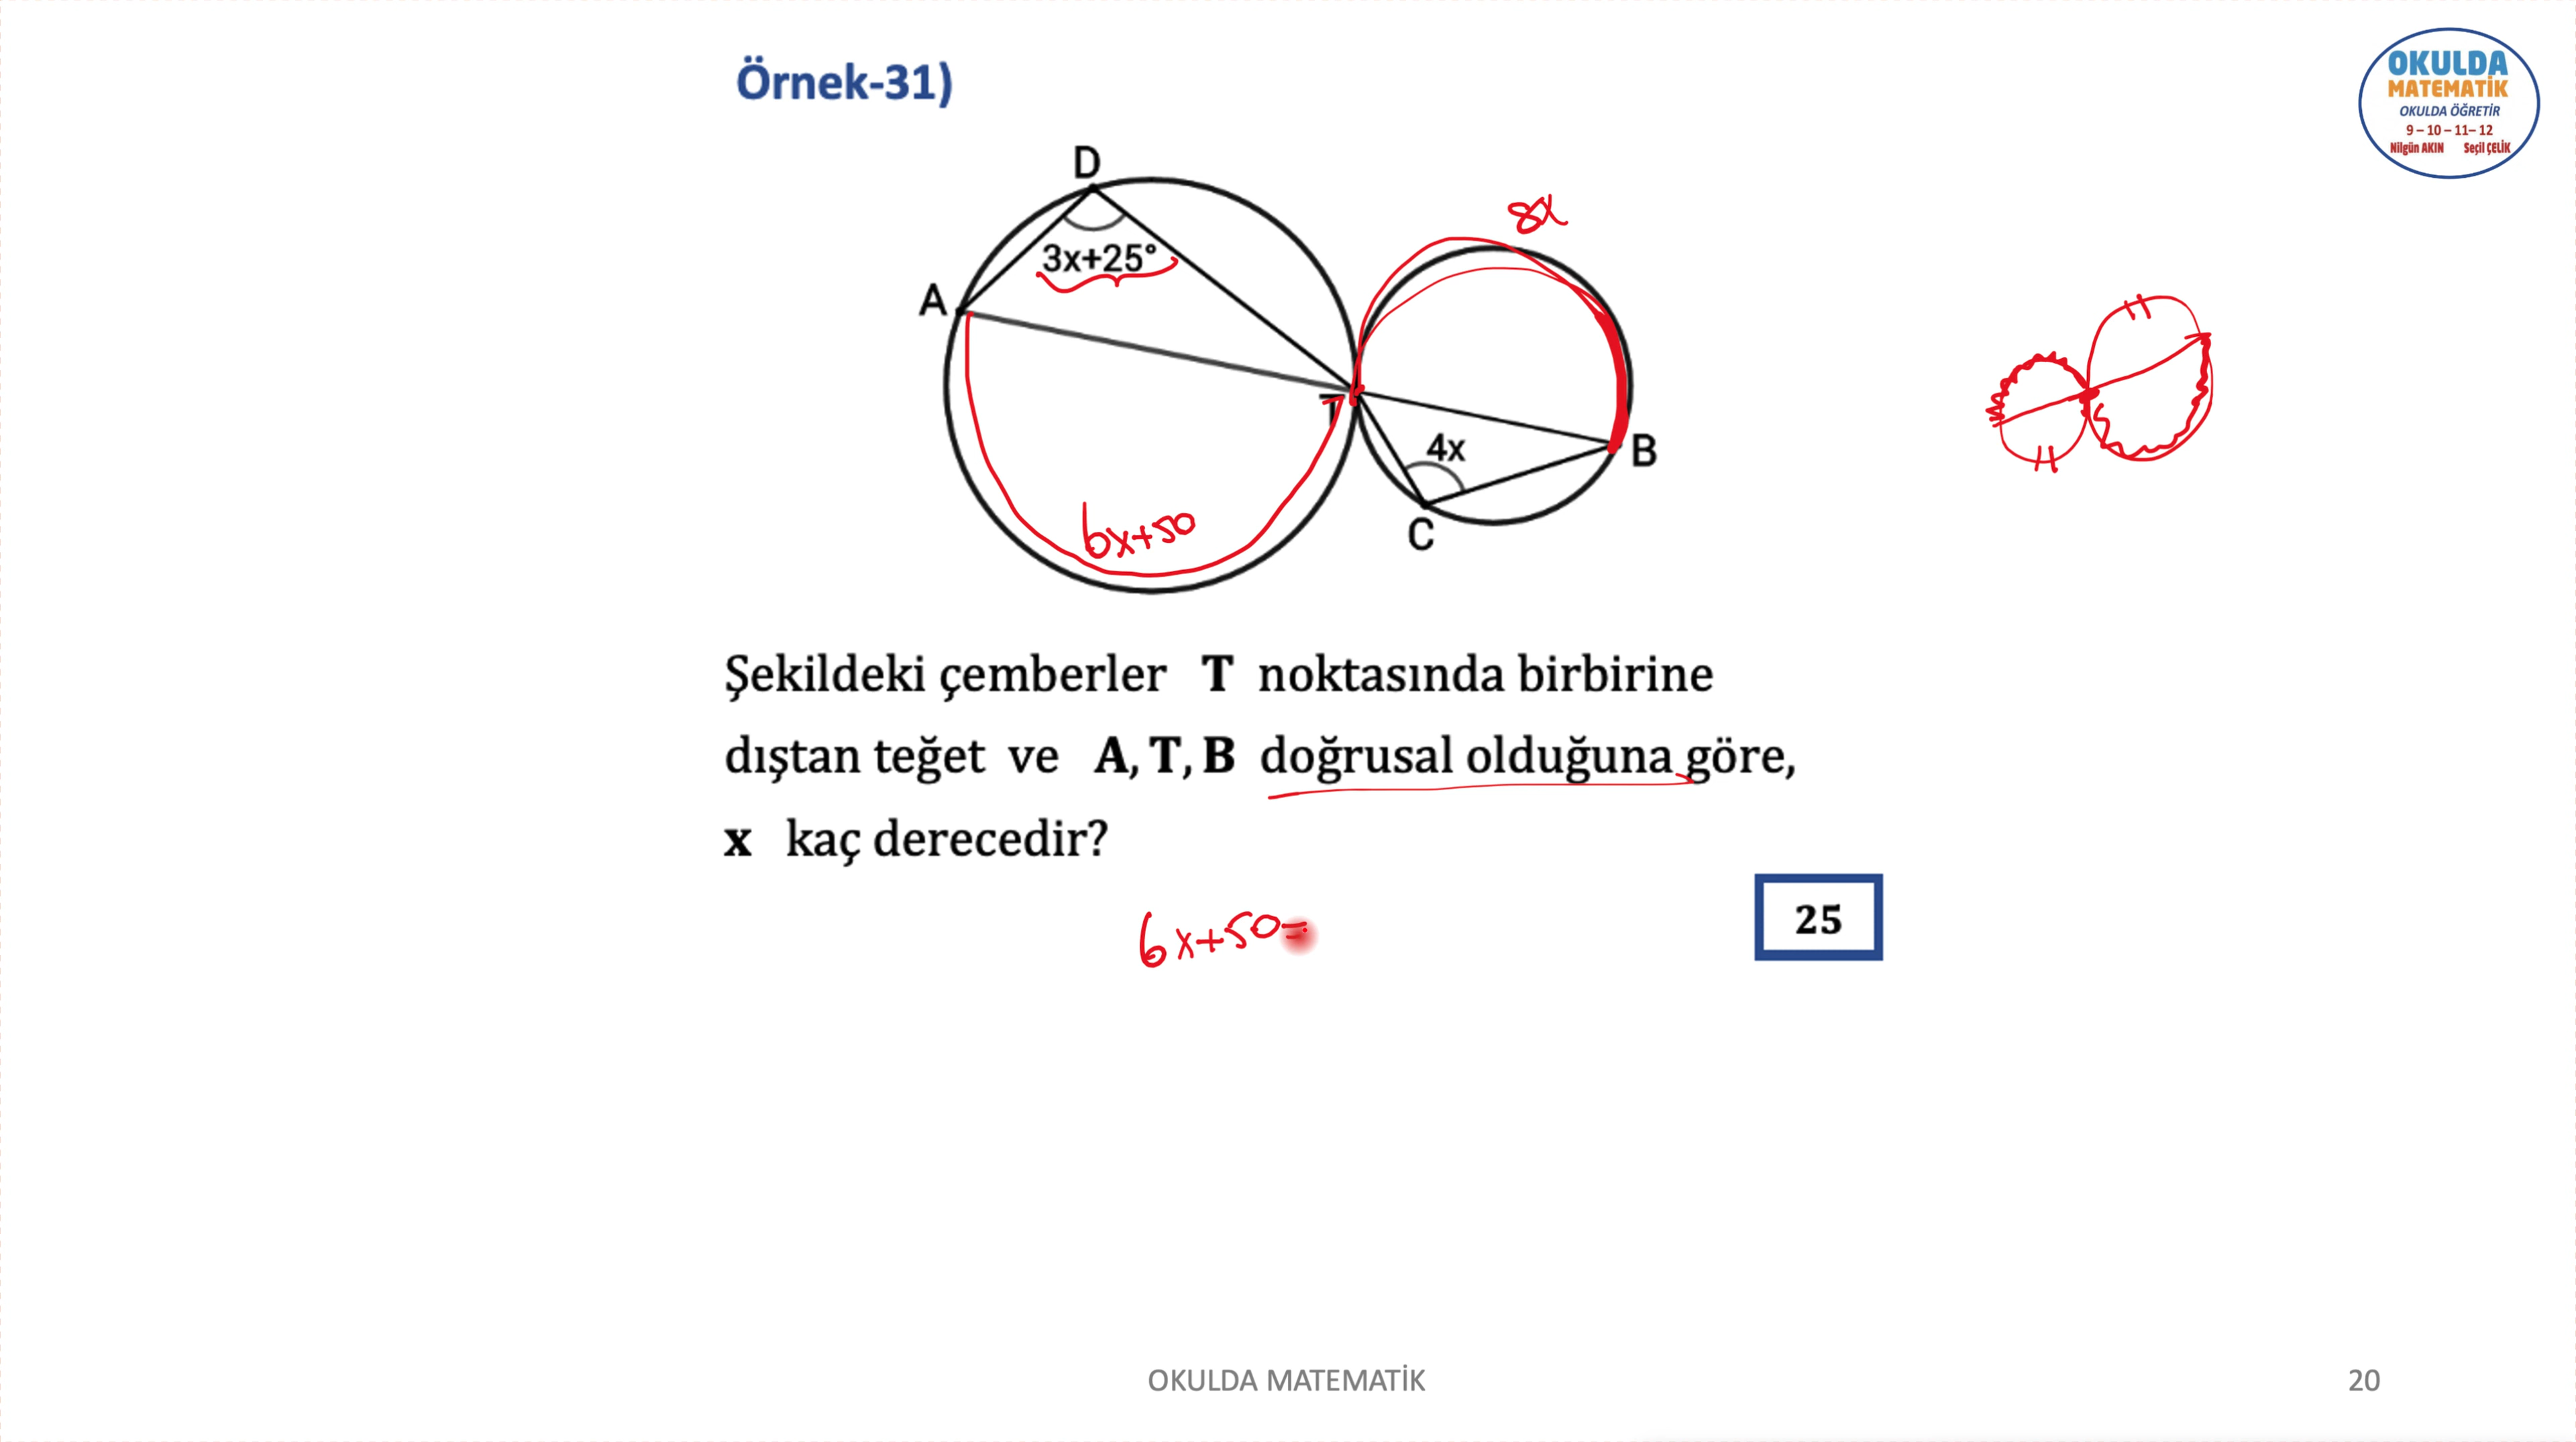 Örnek-31)
OKULDA
MATEMATİK
OKULDA ÖĞRETİR
9 – 10 – 11– 12
Nilgün AKIN Seçil ÇELİK
D
8x
3x+25°
A
T
4x
B
6x+50
C
Şekildeki çemberler T noktasında birbirine
dıştan teğet ve A, T, B doğrusal olduğuna göre,
x kaç derecedir?
25
6x+50=
OKULDA MATEMATİK
20